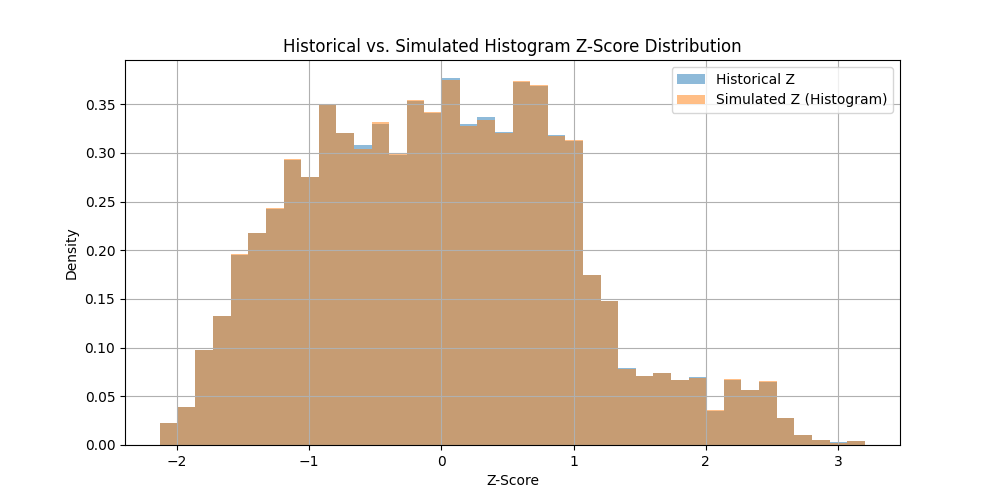 Historical vs. Simulated Histogram Z-Score Distribution
Historical Z
Simulated Z (Histogram)
Density
0.35
0.30
0.25
0.20
0.15
0.10
0.05
0.00
−2 −1 0 1 2 3
Z-Score